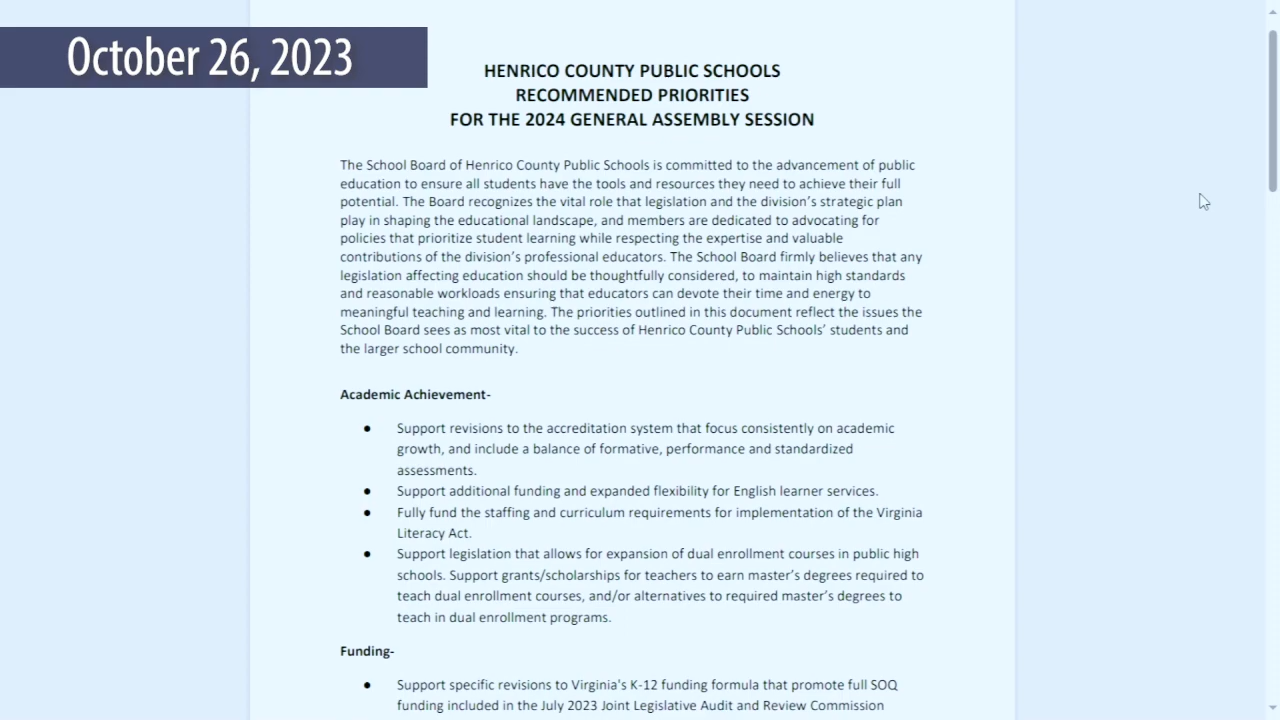 October 26, 2023
HENRICO COUNTY PUBLIC SCHOOLS
RECOMMENDED PRIORITIES
FOR THE 2024 GENERAL ASSEMBLY SESSION
The School Board of Henrico County Public Schools is committed to the advancement of public
education to ensure all students have the tools and resources they need to achieve their full
potential. The Board recognizes the vital role that legislation and the division's strategic plan
play in shaping the educational landscape, and members are dedicated to advocating for
policies that prioritize student learning while respecting the expertise and valuable
contributions of the division's professional educators. The School Board firmly believes that any
legislation affecting education should be thoughtfully considered, to maintain high standards
and reasonable workloads ensuring that educators can devote their time and energy to
meaningful teaching and learning. The priorities outlined in this document reflect the issues the
School Board sees as most vital to the success of Henrico County Public Schools' students and
the larger school community.
Academic Achievement-
● Support revisions to the accreditation system that focus consistently on academic
growth, and include a balance of formative, performance and standardized
assessments.
● Support additional funding and expanded flexibility for English learner services.
● Fully fund the staffing and curriculum requirements for implementation of the Virginia
Literacy Act.
● Support legislation that allows for expansion of dual enrollment courses in public high
schools. Support grants/scholarships for teachers to earn master's degrees required to
teach dual enrollment courses, and/or alternatives to required master's degrees to
teach in dual enrollment programs.
Funding-
● Support specific revisions to Virginia's K-12 funding formula that promote full SOQ
funding included in the July 2023 Joint Legislative Audit and Review Commission